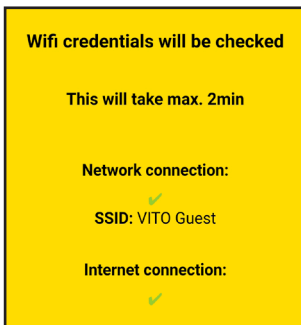 Wifi credentials will be checked
This will take max. 2min
Network connection:
✔
SSID: VITO Guest
Internet connection:
✔